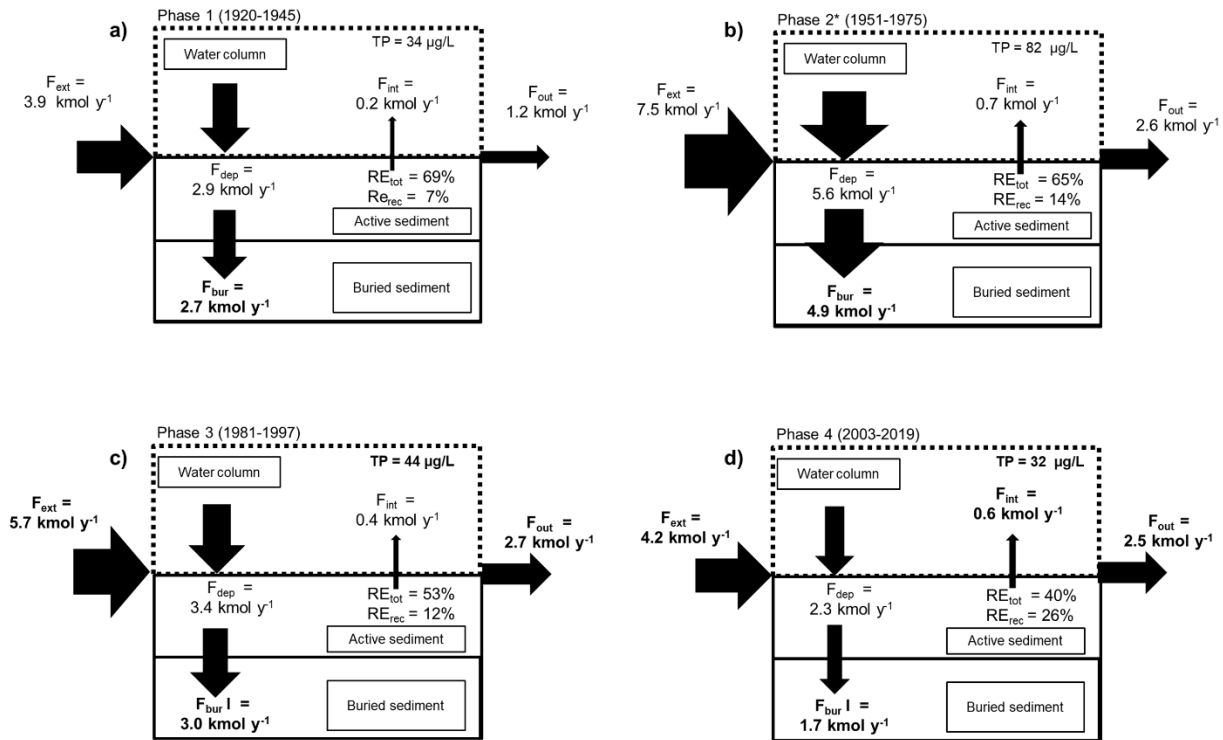 Phase 1 (1920-1945)
a)
TP = 34 µg/L
Water column
F_ext =
3.9 kmol y⁻¹
F_int =
0.2 kmol y⁻¹
F_out =
1.2 kmol y⁻¹
F_dep =
2.9 kmol y⁻¹
RE_tot = 69%
Re_rec = 7%
Active sediment
F_bur =
2.7 kmol y⁻¹
Buried sediment
Phase 2* (1951-1975)
b)
TP = 82 µg/L
Water column
F_ext =
7.5 kmol y⁻¹
F_int =
0.7 kmol y⁻¹
F_out =
2.6 kmol y⁻¹
F_dep =
5.6 kmol y⁻¹
RE_tot = 65%
RE_rec = 14%
Active sediment
F_bur =
4.9 kmol y⁻¹
Buried sediment
Phase 3 (1981-1997)
c)
TP = 44 µg/L
Water column
F_ext =
5.7 kmol y⁻¹
F_int =
0.4 kmol y⁻¹
F_out =
2.7 kmol y⁻¹
F_dep =
3.4 kmol y⁻¹
RE_tot = 53%
RE_rec = 12%
Active sediment
F_bur I =
3.0 kmol y⁻¹
Buried sediment
Phase 4 (2003-2019)
d)
TP = 32 µg/L
Water column
F_ext =
4.2 kmol y⁻¹
F_int =
0.6 kmol y⁻¹
F_out =
2.5 kmol y⁻¹
F_dep =
2.3 kmol y⁻¹
RE_tot = 40%
RE_rec = 26%
Active sediment
F_bur I =
1.7 kmol y⁻¹
Buried sediment